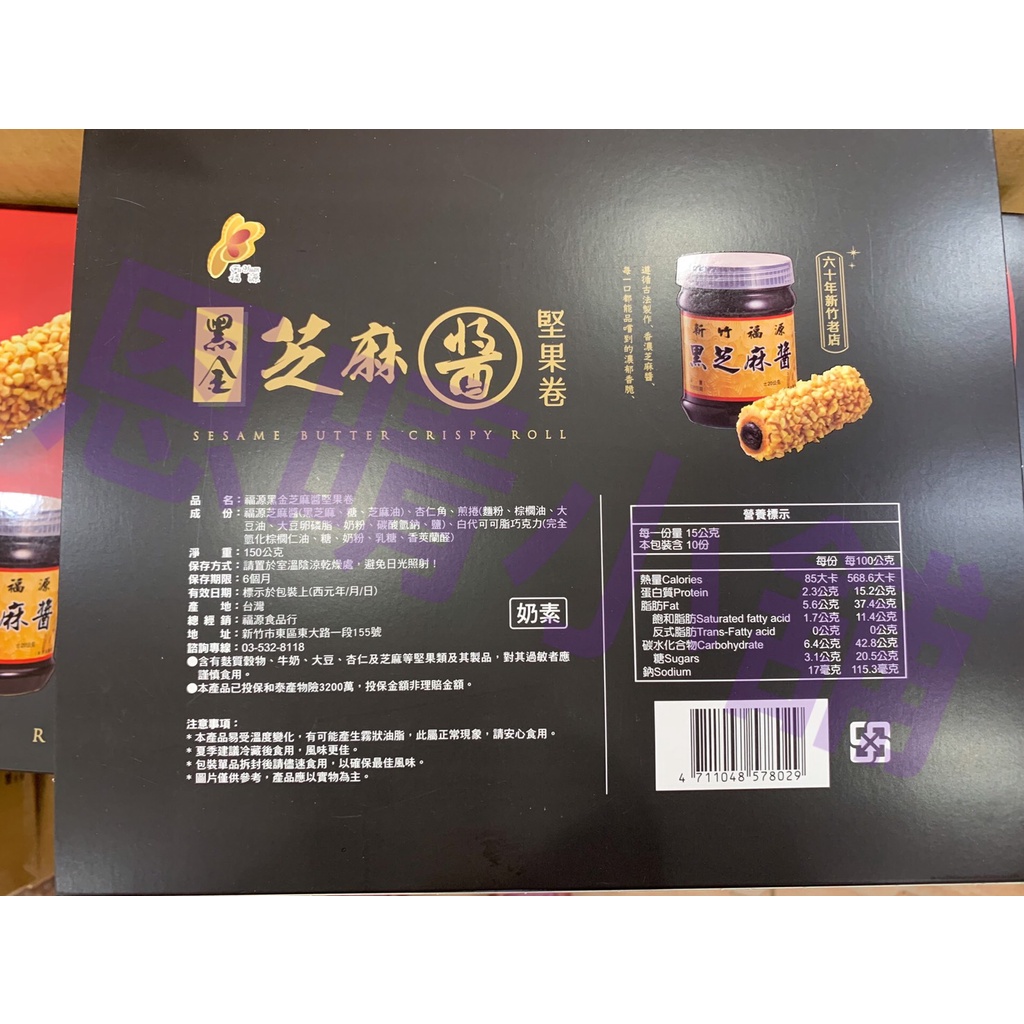 福源
黑金
芝麻醬
堅果卷
SESAME BUTTER CRISPY ROLL
遵循古法製作、香濃芝麻醬、
每一口都能品嚐到的濃郁香脆、
六十年新竹老店
新竹福源
黑芝麻醬
品　名：福源黑金芝麻醬堅果卷
成　份：福源芝麻醬(黑芝麻、糖、芝麻油)、杏仁角、煎捲(麵粉、棕櫚油、大
豆油、大豆卵磷脂、奶粉、碳酸氫鈉、鹽)、白代可可脂巧克力(完全
氫化棕櫚仁油、糖、奶粉、乳糖、香莢蘭醛)
淨　重：150公克
保存方式：請置於室溫陰涼乾燥處，避免日光照射！
保存期限：6個月
有效日期：標示於包裝上(西元年/月/日)
產　地：台灣
總經銷：福源食品行
地　址：新竹市東區東大路一段155號
諮詢專線：03-532-8118
●含有麩質穀物、牛奶、大豆、杏仁及芝麻等堅果類及其製品，對其過敏者應
謹慎食用。
●本產品已投保和泰產物險3200萬，投保金額非理賠金額。
奶素
注意事項：
*本產品易受溫度變化，有可能產生霧狀油脂，此屬正常現象，請安心食用。
*夏季建議冷藏後食用，風味更佳。
*包裝單品拆封後請儘速食用，以確保最佳風味。
*圖片僅供參考，產品應以實物為主。
營養標示
每一份量 15公克
本包裝含 10份
每份 每100公克
熱量Calories 85大卡 568.6大卡
蛋白質Protein 2.3公克 15.2公克
脂肪Fat 5.6公克 37.4公克
飽和脂肪Saturated fatty acid 1.7公克 11.4公克
反式脂肪Trans-Fatty acid 0公克 0公克
碳水化合物Carbohydrate 6.4公克 42.8公克
糖Sugars 3.1公克 20.5公克
鈉Sodium 17毫克 115.3毫克
4 711048 578029
福源
麻醬
R